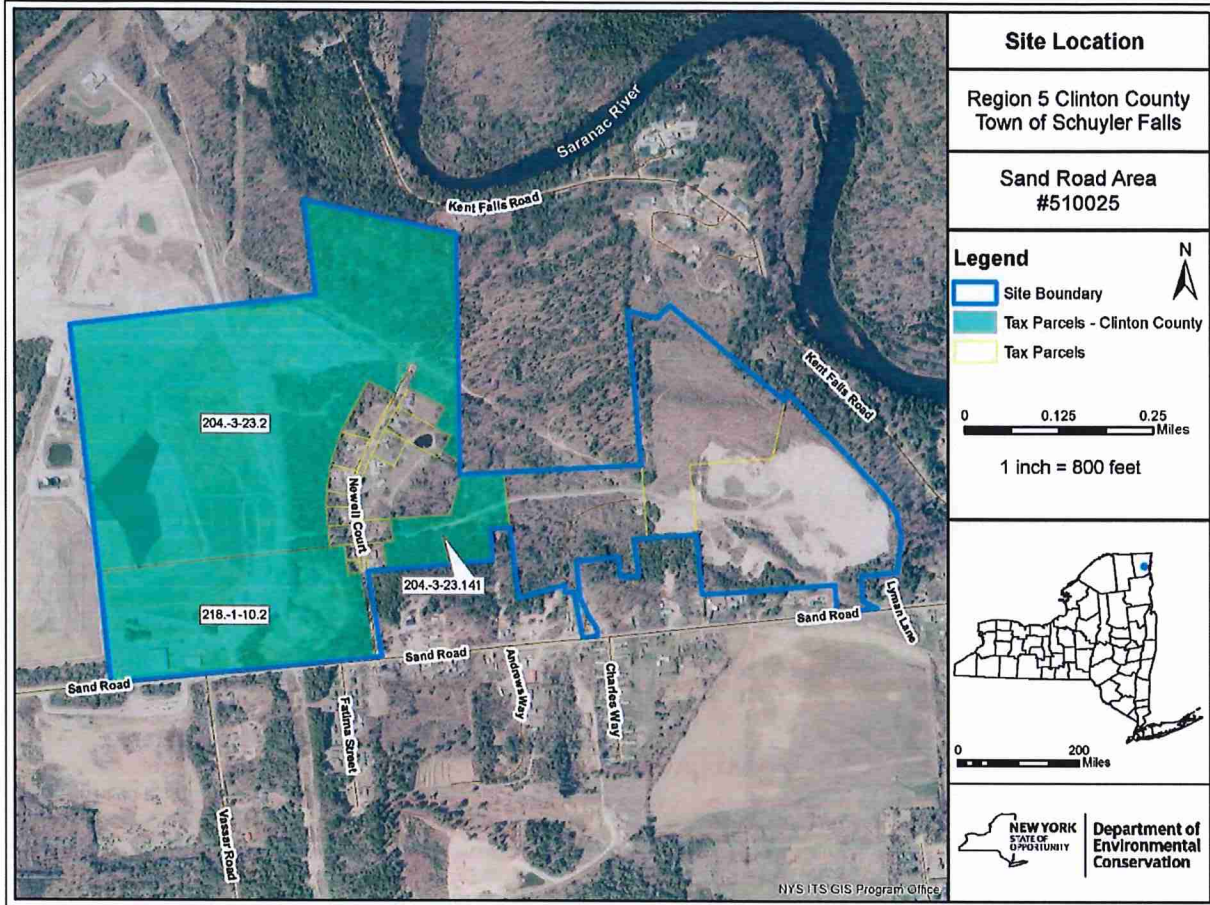 Saranac River
Kent Falls Road
Kent Falls Road
204.-3-23.2
Newell Court
204.-3-23.141
218.-1-10.2
Sand Road
Sand Road
Sand Road
Lyman Lane
Andrews Way
Charles Way
Fatima Street
Vassar Road
NYS ITS GIS Program Office
Site Location
Region 5 Clinton County
Town of Schuyler Falls
Sand Road Area
#510025
Legend
N
Site Boundary
Tax Parcels - Clinton County
Tax Parcels
0 0.125 0.25
Miles
1 inch = 800 feet
0 200
Miles
NEW YORK
STATE OF
OPPORTUNITY
Department of
Environmental
Conservation